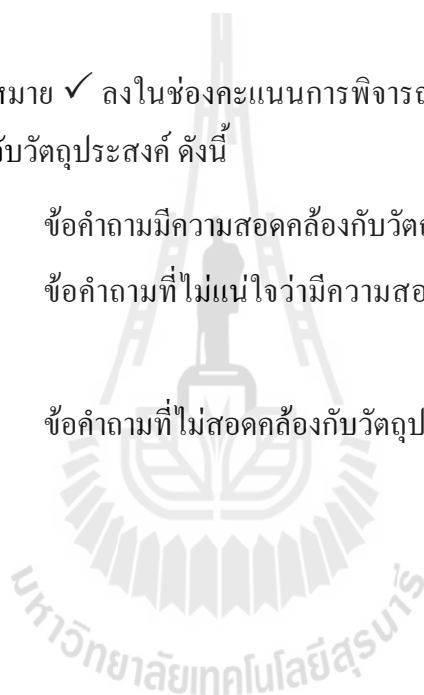 หมาย ✓ ลงในช่องคะแนนการพิจารณ
จับวัตถุประสงค์ ดังนี้
ข้อคำถามมีความสอดคล้องกับวัตถ
ข้อคำถามที่ไม่แน่ใจว่ามีความสอ
ข้อคำถามที่ไม่สอดคล้องกับวัตถุป
มหาวิทยาลัยเทคโนโลยีสุรนารี